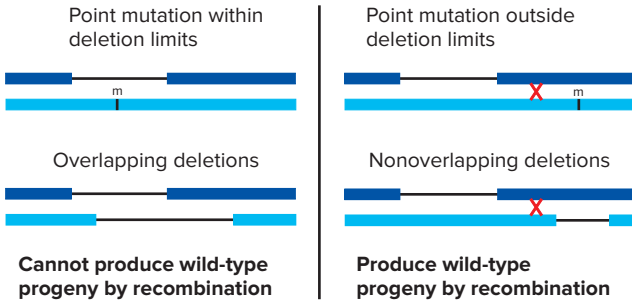 Point mutation within
deletion limits
m
Overlapping deletions
Cannot produce wild-type
progeny by recombination
Point mutation outside
deletion limits
m
Nonoverlapping deletions
Produce wild-type
progeny by recombination